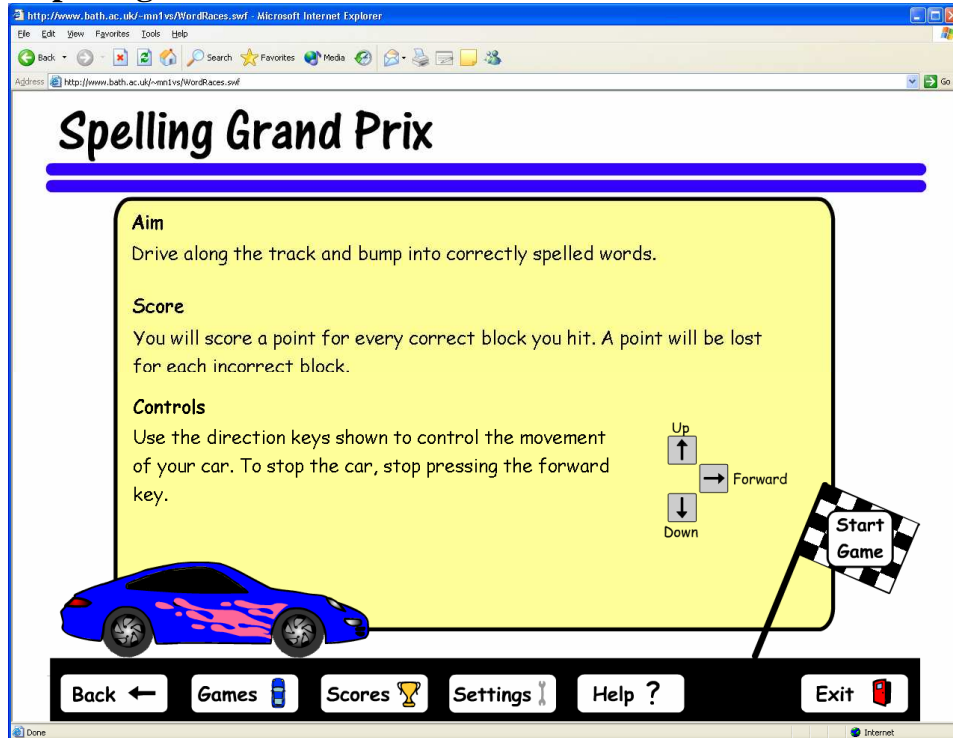 http://www.bath.ac.uk/~mn1vs/WordRaces.swf - Microsoft Internet Explorer
File Edit View Favorites Tools Help
Back Search Favorites Media
Address http://www.bath.ac.uk/~mn1vs/WordRaces.swf Go
Spelling Grand Prix
Aim
Drive along the track and bump into correctly spelled words.
Score
You will score a point for every correct block you hit. A point will be lost
for each incorrect block.
Controls
Use the direction keys shown to control the movement
of your car. To stop the car, stop pressing the forward
key.
Up
Forward
Down
Start
Game
Back Games Scores Settings Help ? Exit
Done Internet